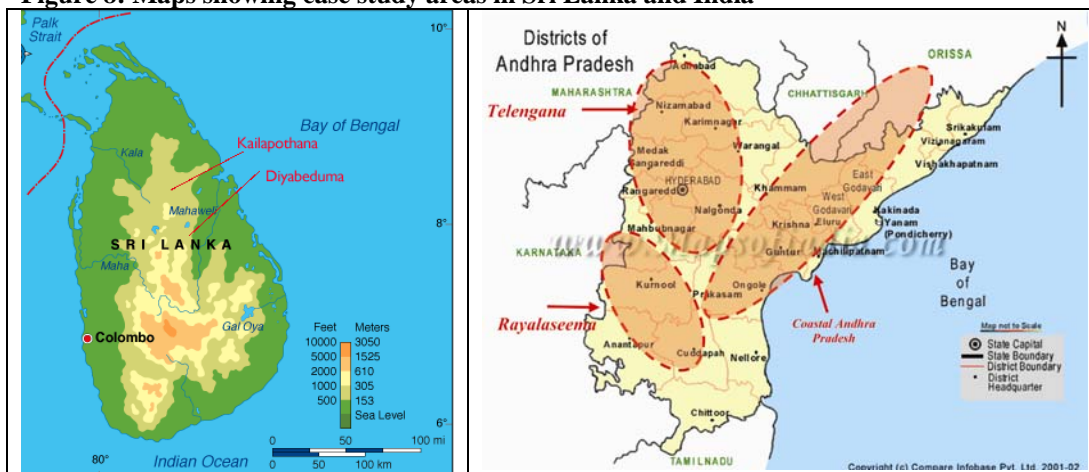 Figure 8: Maps showing case study areas in Sri Lanka and India
Palk
Strait
10°
Bay of Bengal
Kailapothana
Kala
Diyabeduma
Mahaweli
8°
SRI LANKA
Maha
Gal Oya
Colombo
Feet
Meters
10000
3050
5000
1525
2000
610
1000
305
500
153
Sea Level
6°
0
50
100 mi
0
50
100 km
80°
Indian Ocean
Districts of
Andhra Pradesh
N
ORISSA
MAHARASHTRA
CHHATTISGARH
Adilabad
Telengana
Nizamabad
Karimnagar
Srikakulam
Vizianagaram
Medak
Warangal
Vishakhapatnam
Sangareddi
HYDERABAD
Khammam
East
Godavari
Rangareddi
West
Godavari
Nalgonda
Kakinada
Krishna
Eluru
Yanam
(Pondicherry)
Mahbubnagar
www.Mapsofindia.com
KARNATAKA
Guntur
Machilipatnam
Bay
of
Bengal
Kurnool
Ongole
Prakasam
Rayalaseema
Coastal Andhra
Pradesh
Anantapur
Cuddapah
Nellore
Map not to Scale
State Capital
State Boundary
District Boundary
District
Headquarter
Chittoor
TAMILNADU
Copyright (c) Compare Infobase Pvt. Ltd. 2001-02